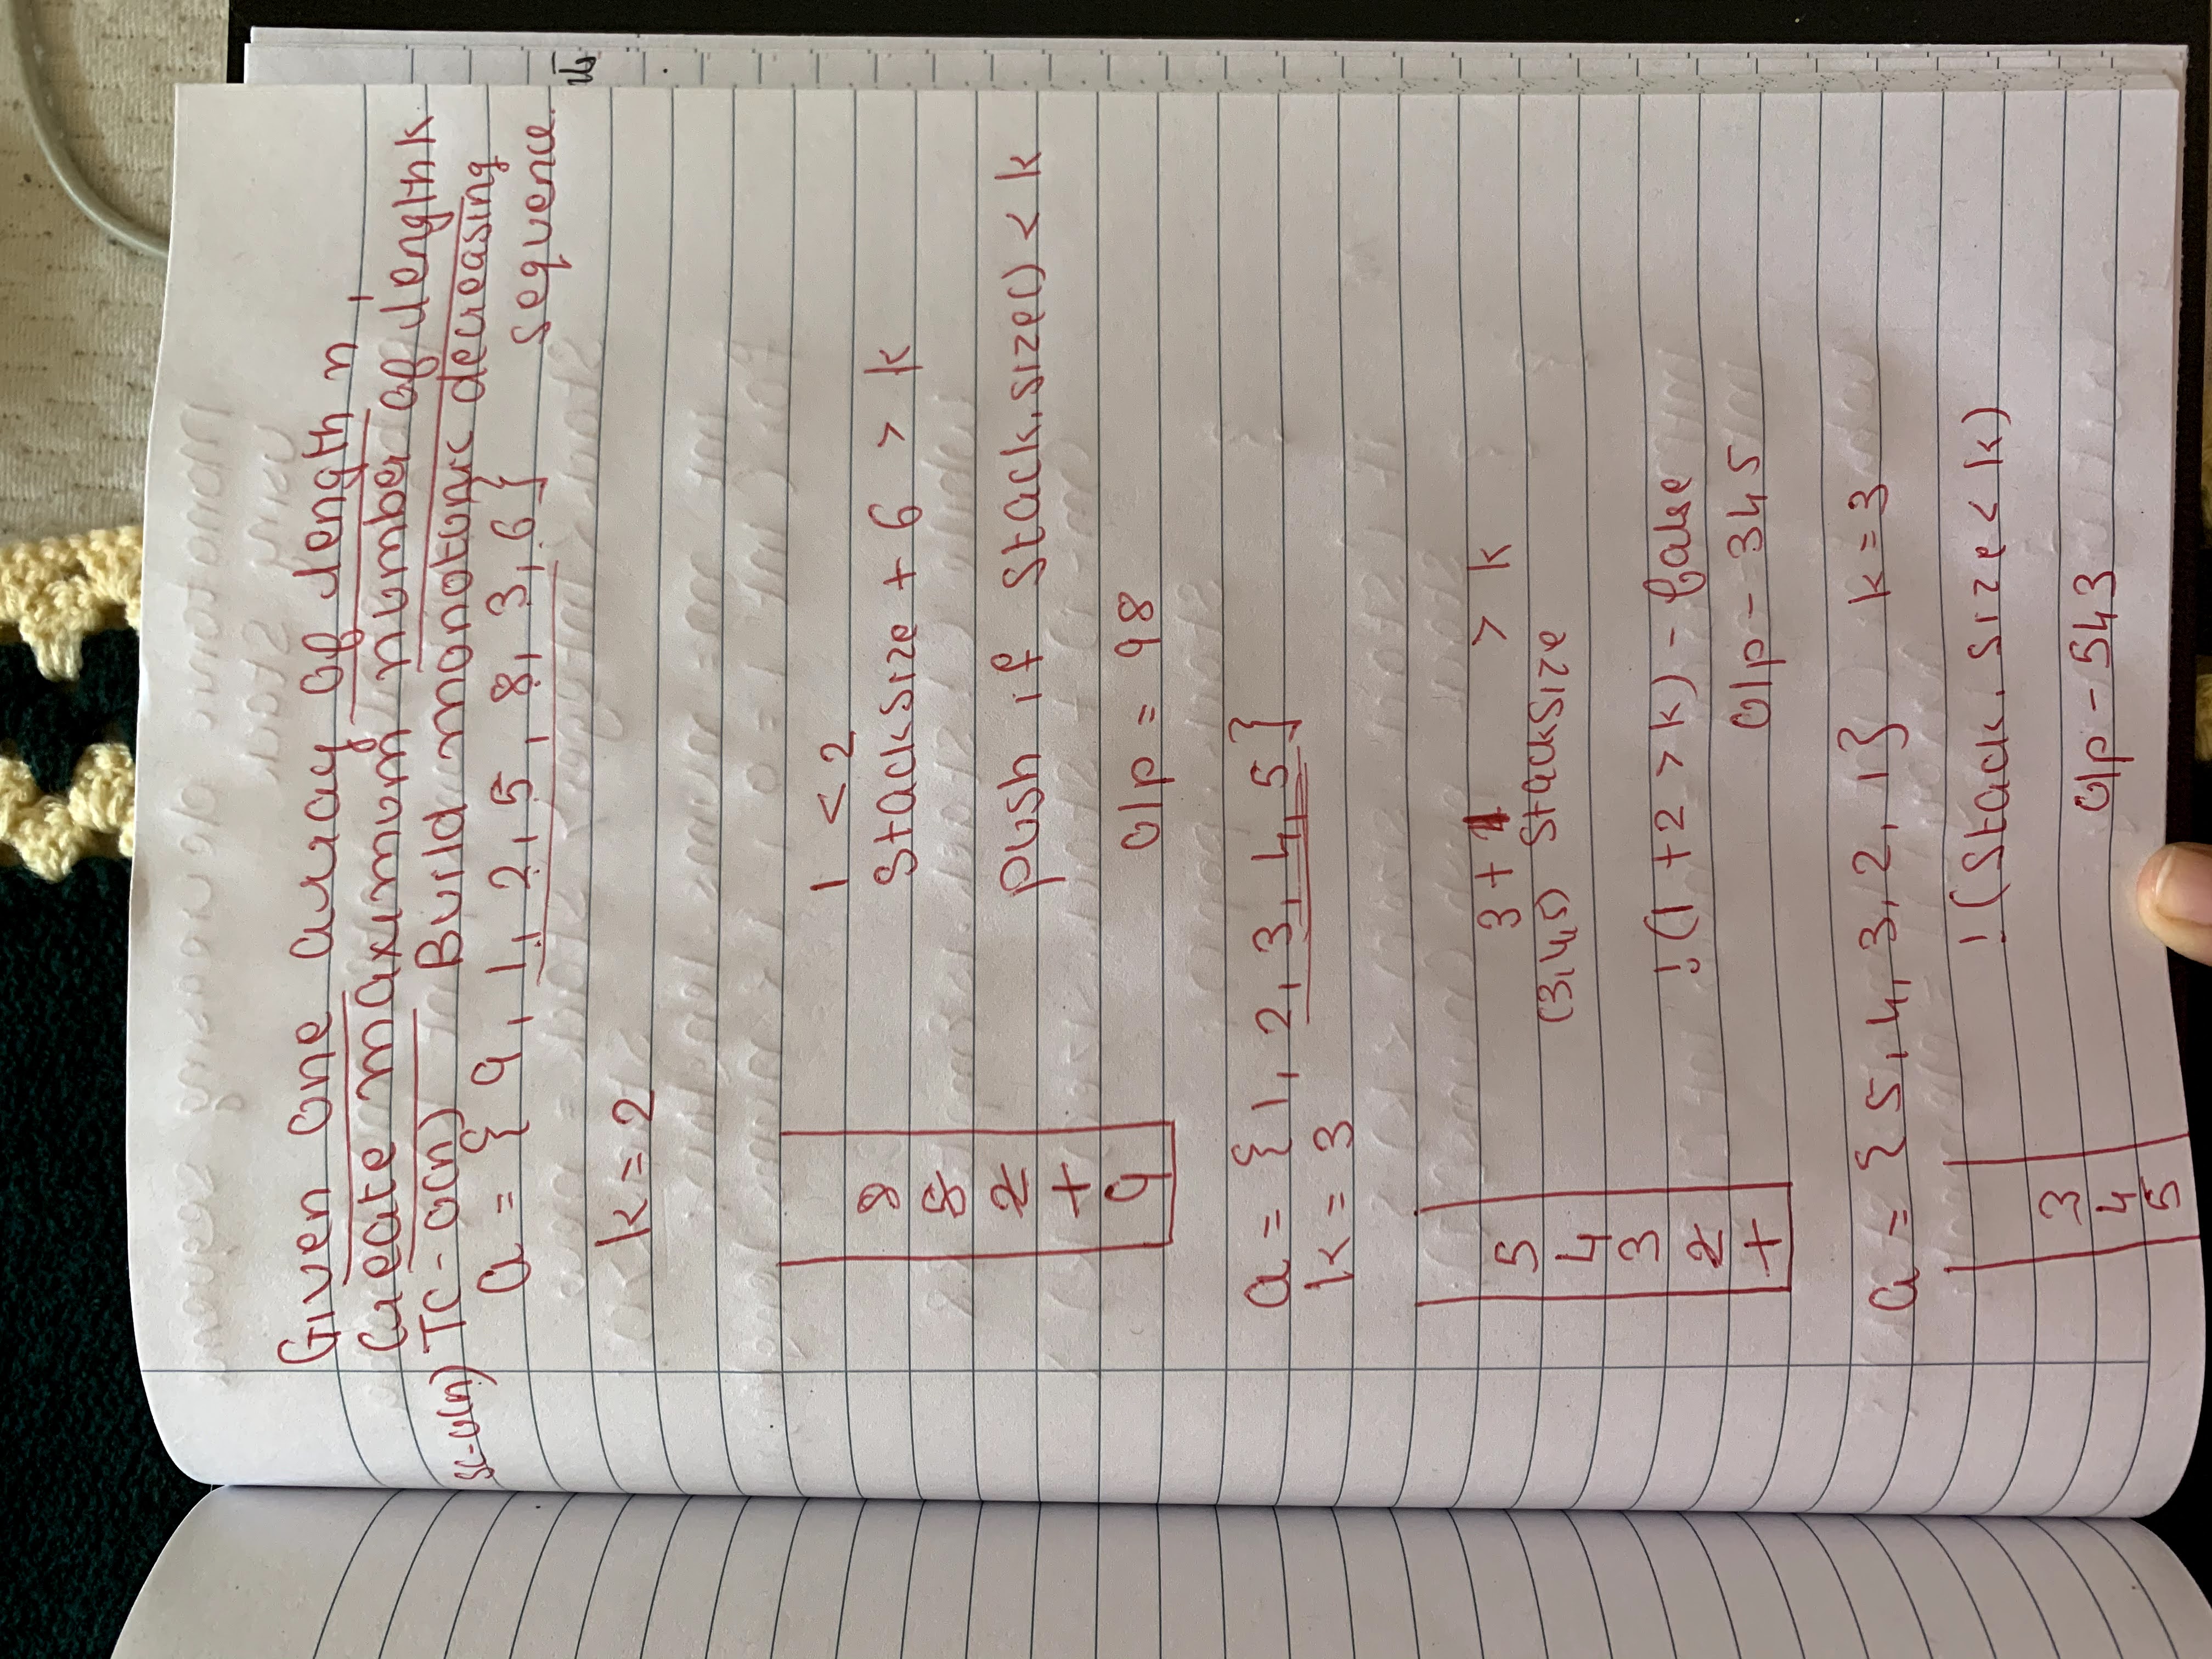 Given one array of length n,
Create maximum number of length k
SC-O(n) TC-O(n) Build monotonic decreasing
a = { 9, 1, 2, 5, 8, 3, 6} sequence.
k = 2
1 < 2
8
stacksize + 6 > k
2
push if stack.size() < k
1
9
O/p = 98
a = {1, 2, 3, 4, 5}
k = 3
3 + 1 > k
5
(3,4,5) stacksize
4
3
!(1 + 2 > k) - false
2
O/p - 345
1
a = {5, 4, 3, 2, 1} k = 3
!(stack. size < k)
3
O/p - 543
4
5